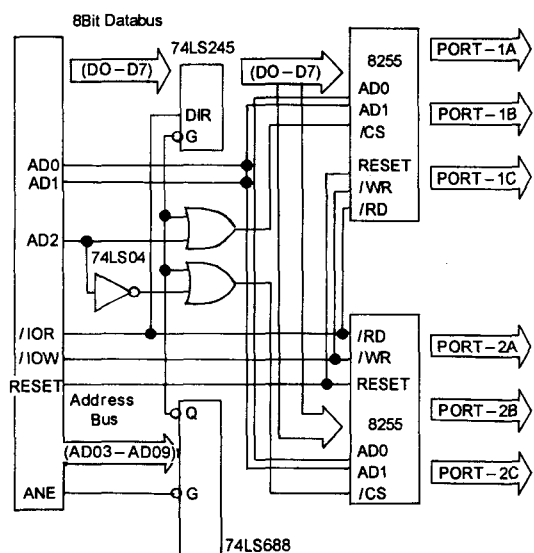 8Bit Databus
74LS245
(DO-D7)
(DO-D7)
8255
PORT-1A
AD0
AD1
/CS
PORT-1B
DIR
G
RESET
/WR
/RD
PORT-1C
AD0
AD1
AD2
74LS04
/IOR
/IOW
RESET
/RD
/WR
RESET
PORT-2A
Address
Bus
Q
8255
PORT-2B
(AD03-AD09)
AD0
AD1
/CS
PORT-2C
ANE
G
74LS688